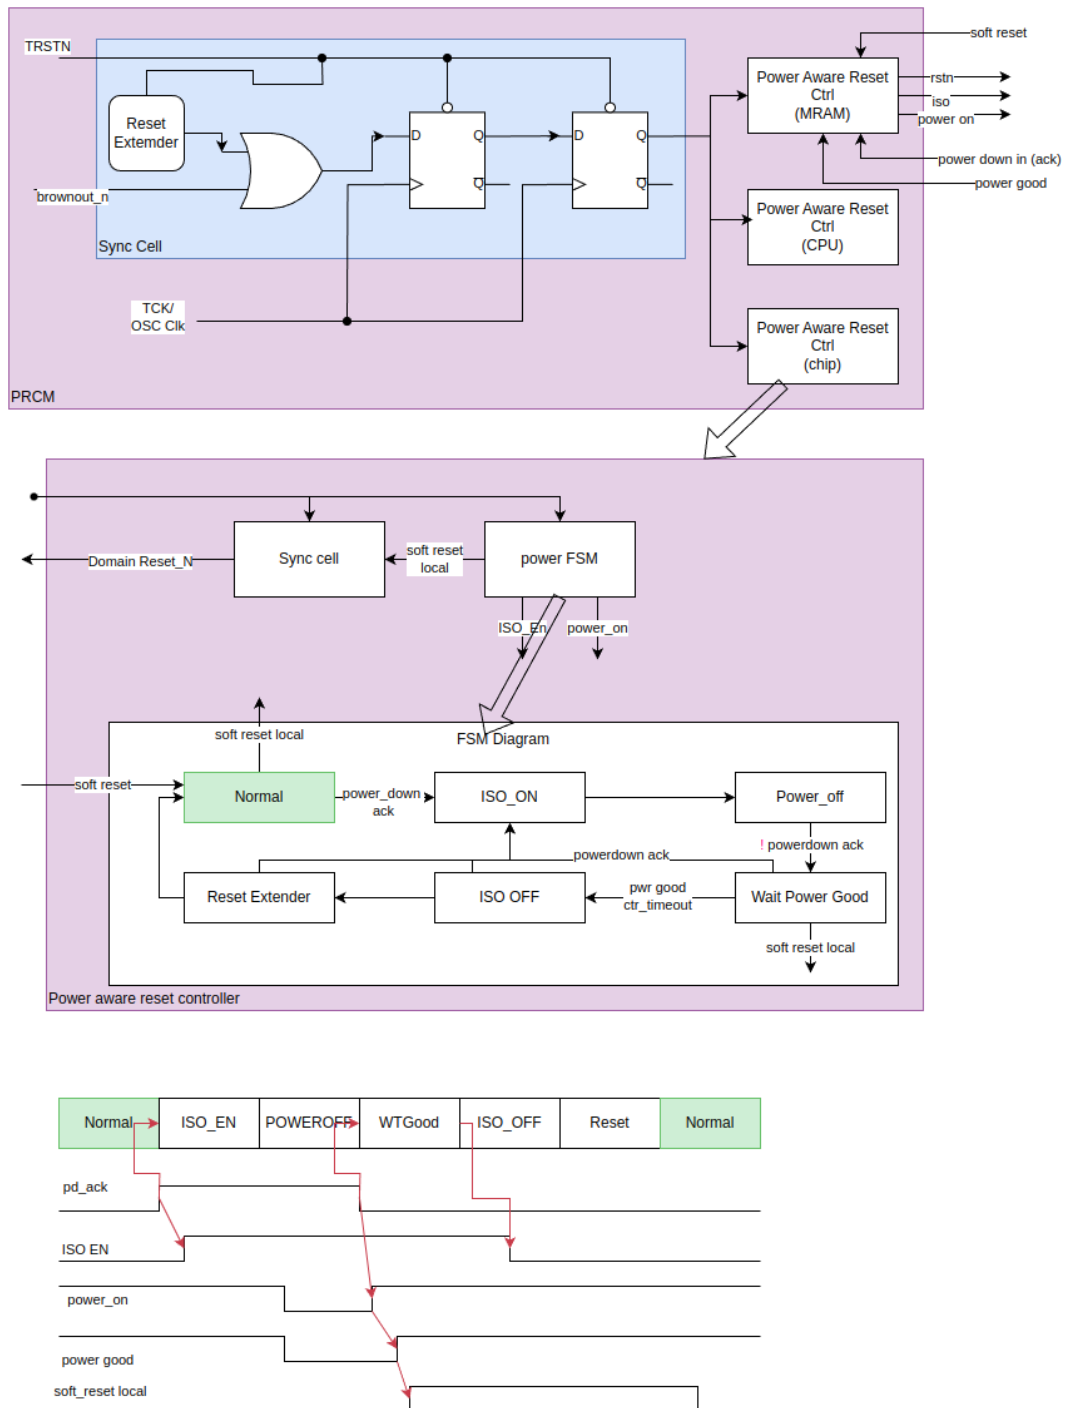 TRSTN
soft reset
Power Aware Reset
Ctrl
(MRAM)
rstn
iso
power on
Reset
Extemder
D
Q
Q
D
Q
Q
power down in (ack)
power good
brownout_n
Power Aware Reset
Ctrl
(CPU)
Sync Cell
TCK/
OSC Clk
Power Aware Reset
Ctrl
(chip)
PRCM
Domain Reset_N
Sync cell
soft reset
local
power FSM
ISO_En
power_on
soft reset local
FSM Diagram
soft reset
Normal
power_down
ack
ISO_ON
Power_off
! powerdown ack
powerdown ack
Reset Extender
ISO OFF
pwr good
ctr_timeout
Wait Power Good
soft reset local
Power aware reset controller
Normal
ISO_EN
POWEROFF
WTGood
ISO_OFF
Reset
Normal
pd_ack
ISO EN
power_on
power good
soft_reset local